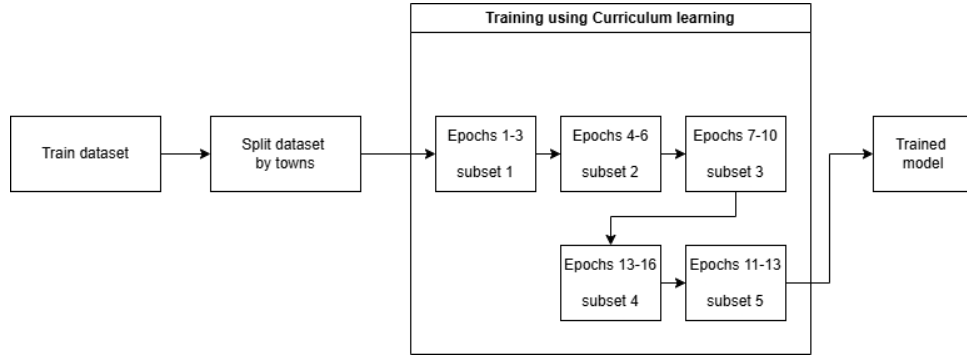 Training using Curriculum learning
Train dataset
Split dataset
by towns
Epochs 1-3
subset 1
Epochs 4-6
subset 2
Epochs 7-10
subset 3
Epochs 13-16
subset 4
Epochs 11-13
subset 5
Trained
model